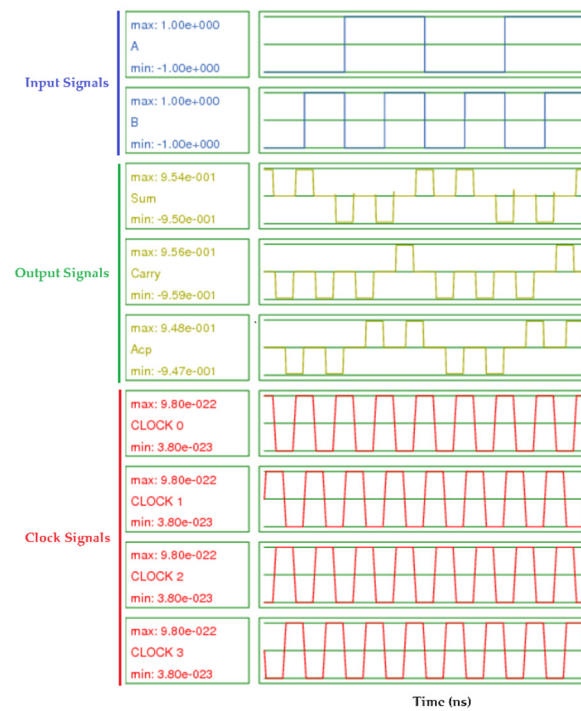 Input Signals
max: 1.00e+000
A
min: -1.00e+000
max: 1.00e+000
B
min: -1.00e+000
Output Signals
max: 9.54e-001
Sum
min: -9.50e-001
max: 9.56e-001
Carry
min: -9.59e-001
max: 9.48e-001
Acp
min: -9.47e-001
Clock Signals
max: 9.80e-022
CLOCK 0
min: 3.80e-023
max: 9.80e-022
CLOCK 1
min: 3.80e-023
max: 9.80e-022
CLOCK 2
min: 3.80e-023
max: 9.80e-022
CLOCK 3
min: 3.80e-023
Time (ns)